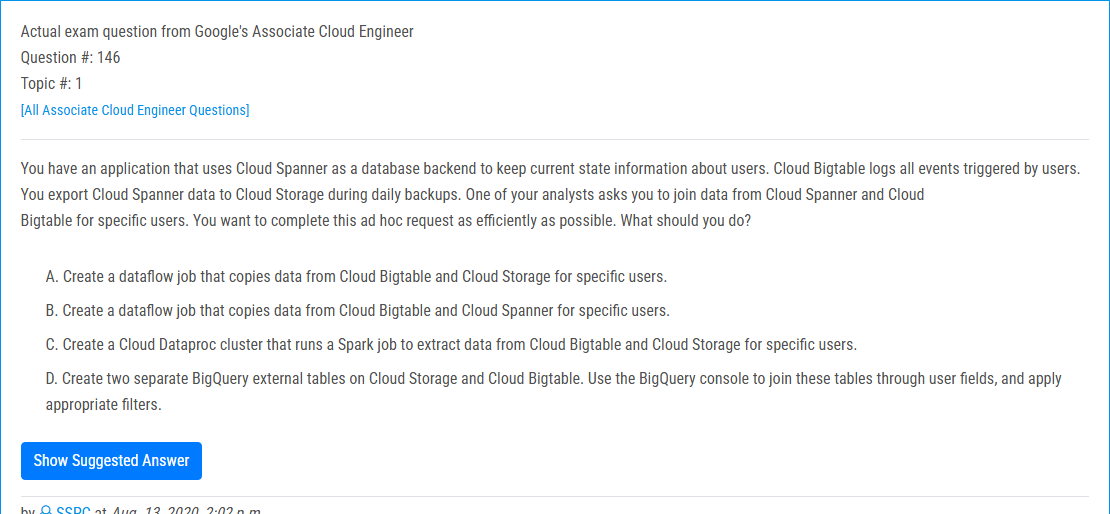 Actual exam question from Google's Associate Cloud Engineer
Question #: 146
Topic #: 1
[All Associate Cloud Engineer Questions]
You have an application that uses Cloud Spanner as a database backend to keep current state information about users. Cloud Bigtable logs all events triggered by users.
You export Cloud Spanner data to Cloud Storage during daily backups. One of your analysts asks you to join data from Cloud Spanner and Cloud
Bigtable for specific users. You want to complete this ad hoc request as efficiently as possible. What should you do?
A. Create a dataflow job that copies data from Cloud Bigtable and Cloud Storage for specific users.
B. Create a dataflow job that copies data from Cloud Bigtable and Cloud Spanner for specific users.
C. Create a Cloud Dataproc cluster that runs a Spark job to extract data from Cloud Bigtable and Cloud Storage for specific users.
D. Create two separate BigQuery external tables on Cloud Storage and Cloud Bigtable. Use the BigQuery console to join these tables through user fields, and apply
appropriate filters.
Show Suggested Answer
by SSPC at Aug. 13, 2020, 2:02 p.m.